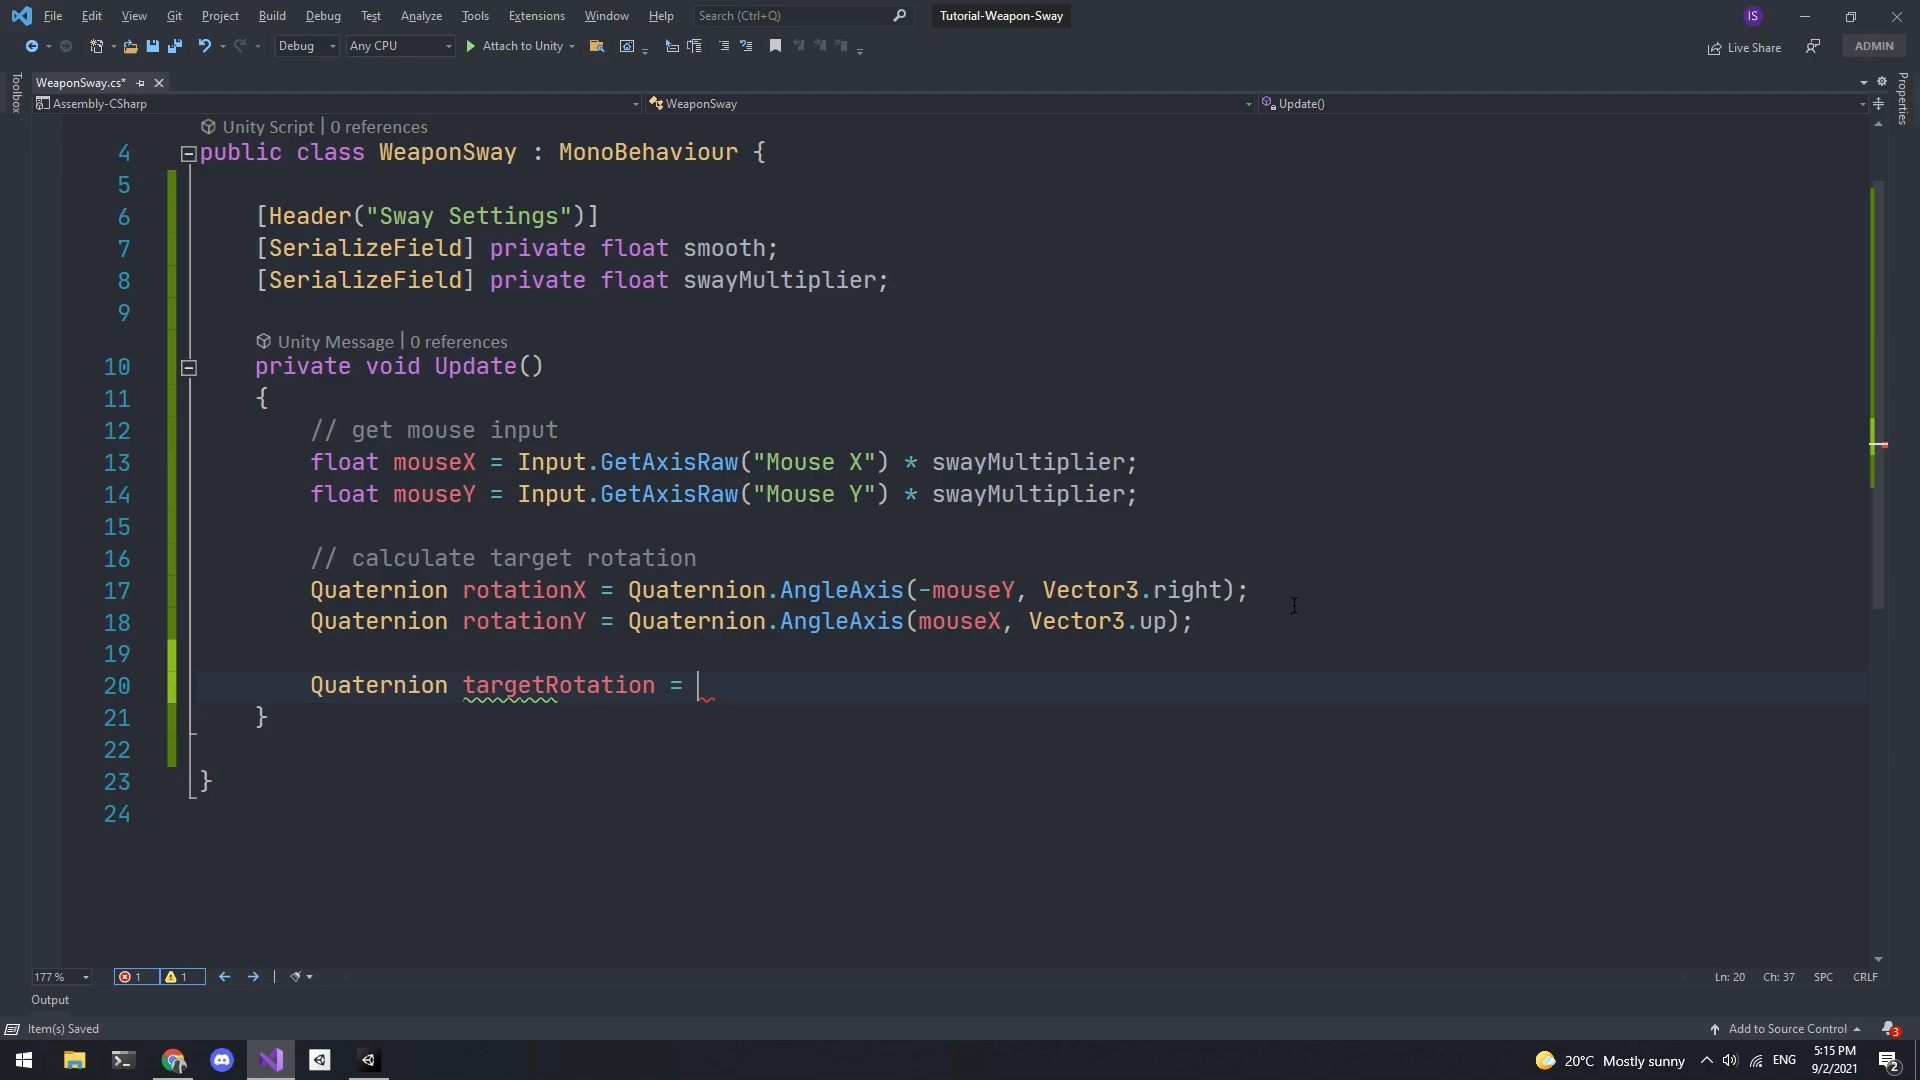 File Edit View Git Project Build Debug Test Analyze Tools Extensions Window Help Search (Ctrl+Q) Tutorial-Weapon-Sway IS
Debug Any CPU Attach to Unity Live Share ADMIN
Toolbox
WeaponSway.cs*
Properties
Assembly-CSharp WeaponSway Update()
Unity Script | 0 references
4 public class WeaponSway : MonoBehaviour {
5
6 [Header("Sway Settings")]
7 [SerializeField] private float smooth;
8 [SerializeField] private float swayMultiplier;
9
Unity Message | 0 references
10 private void Update()
11 {
12 // get mouse input
13 float mouseX = Input.GetAxisRaw("Mouse X") * swayMultiplier;
14 float mouseY = Input.GetAxisRaw("Mouse Y") * swayMultiplier;
15
16 // calculate target rotation
17 Quaternion rotationX = Quaternion.AngleAxis(-mouseY, Vector3.right);
18 Quaternion rotationY = Quaternion.AngleAxis(mouseX, Vector3.up);
19
20 Quaternion targetRotation =
21 }
22
23 }
24
177 % 1 1 Ln: 20 Ch: 37 SPC CRLF
Output
Item(s) Saved Add to Source Control 3
20°C Mostly sunny ENG 5:15 PM
9/2/2021 2